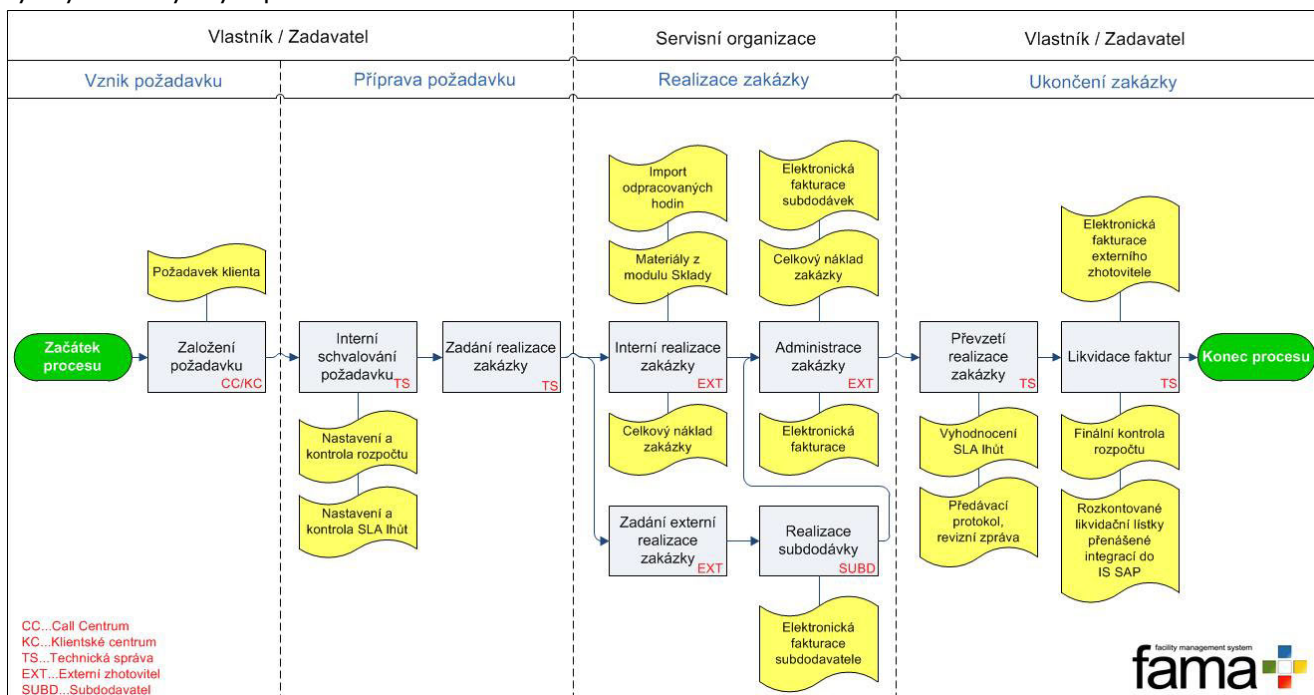 Vlastník / Zadavatel
Servisní organizace
Vlastník / Zadavatel
Vznik požadavku
Příprava požadavku
Realizace zakázky
Ukončení zakázky
Import
odpracovaných
hodin
Elektronická
fakturace
subdodávek
Elektronická
fakturace
externího
zhotovitele
Požadavek klienta
Materiály z
modulu Sklady
Celkový náklad
zakázky
Začátek
procesu
Založení
požadavku
CC/KC
Interní
schvalování
požadavku
TS
Zadání realizace
zakázky
TS
Interní realizace
zakázky
EXT
Administrace
zakázky
EXT
Převzetí
realizace
zakázky
TS
Likvidace faktur
TS
Konec procesu
Nastavení a
kontrola rozpočtu
Celkový náklad
zakázky
Elektronická
fakturace
Vyhodnocení
SLA lhůt
Finální kontrola
rozpočtu
Nastavení a
kontrola SLA lhůt
Zadání externí
realizace
zakázky
EXT
Realizace
subdodávky
SUBD
Předávací
protokol,
revizní zpráva
Rozkontované
likvidační lístky
přenášené
integrací do
IS SAP
Elektronická
fakturace
subdodavatele
CC...Call Centrum
KC...Klientské centrum
TS...Technická správa
EXT...Externí zhotovitel
SUBD...Subdodavatel
facility management system
fama